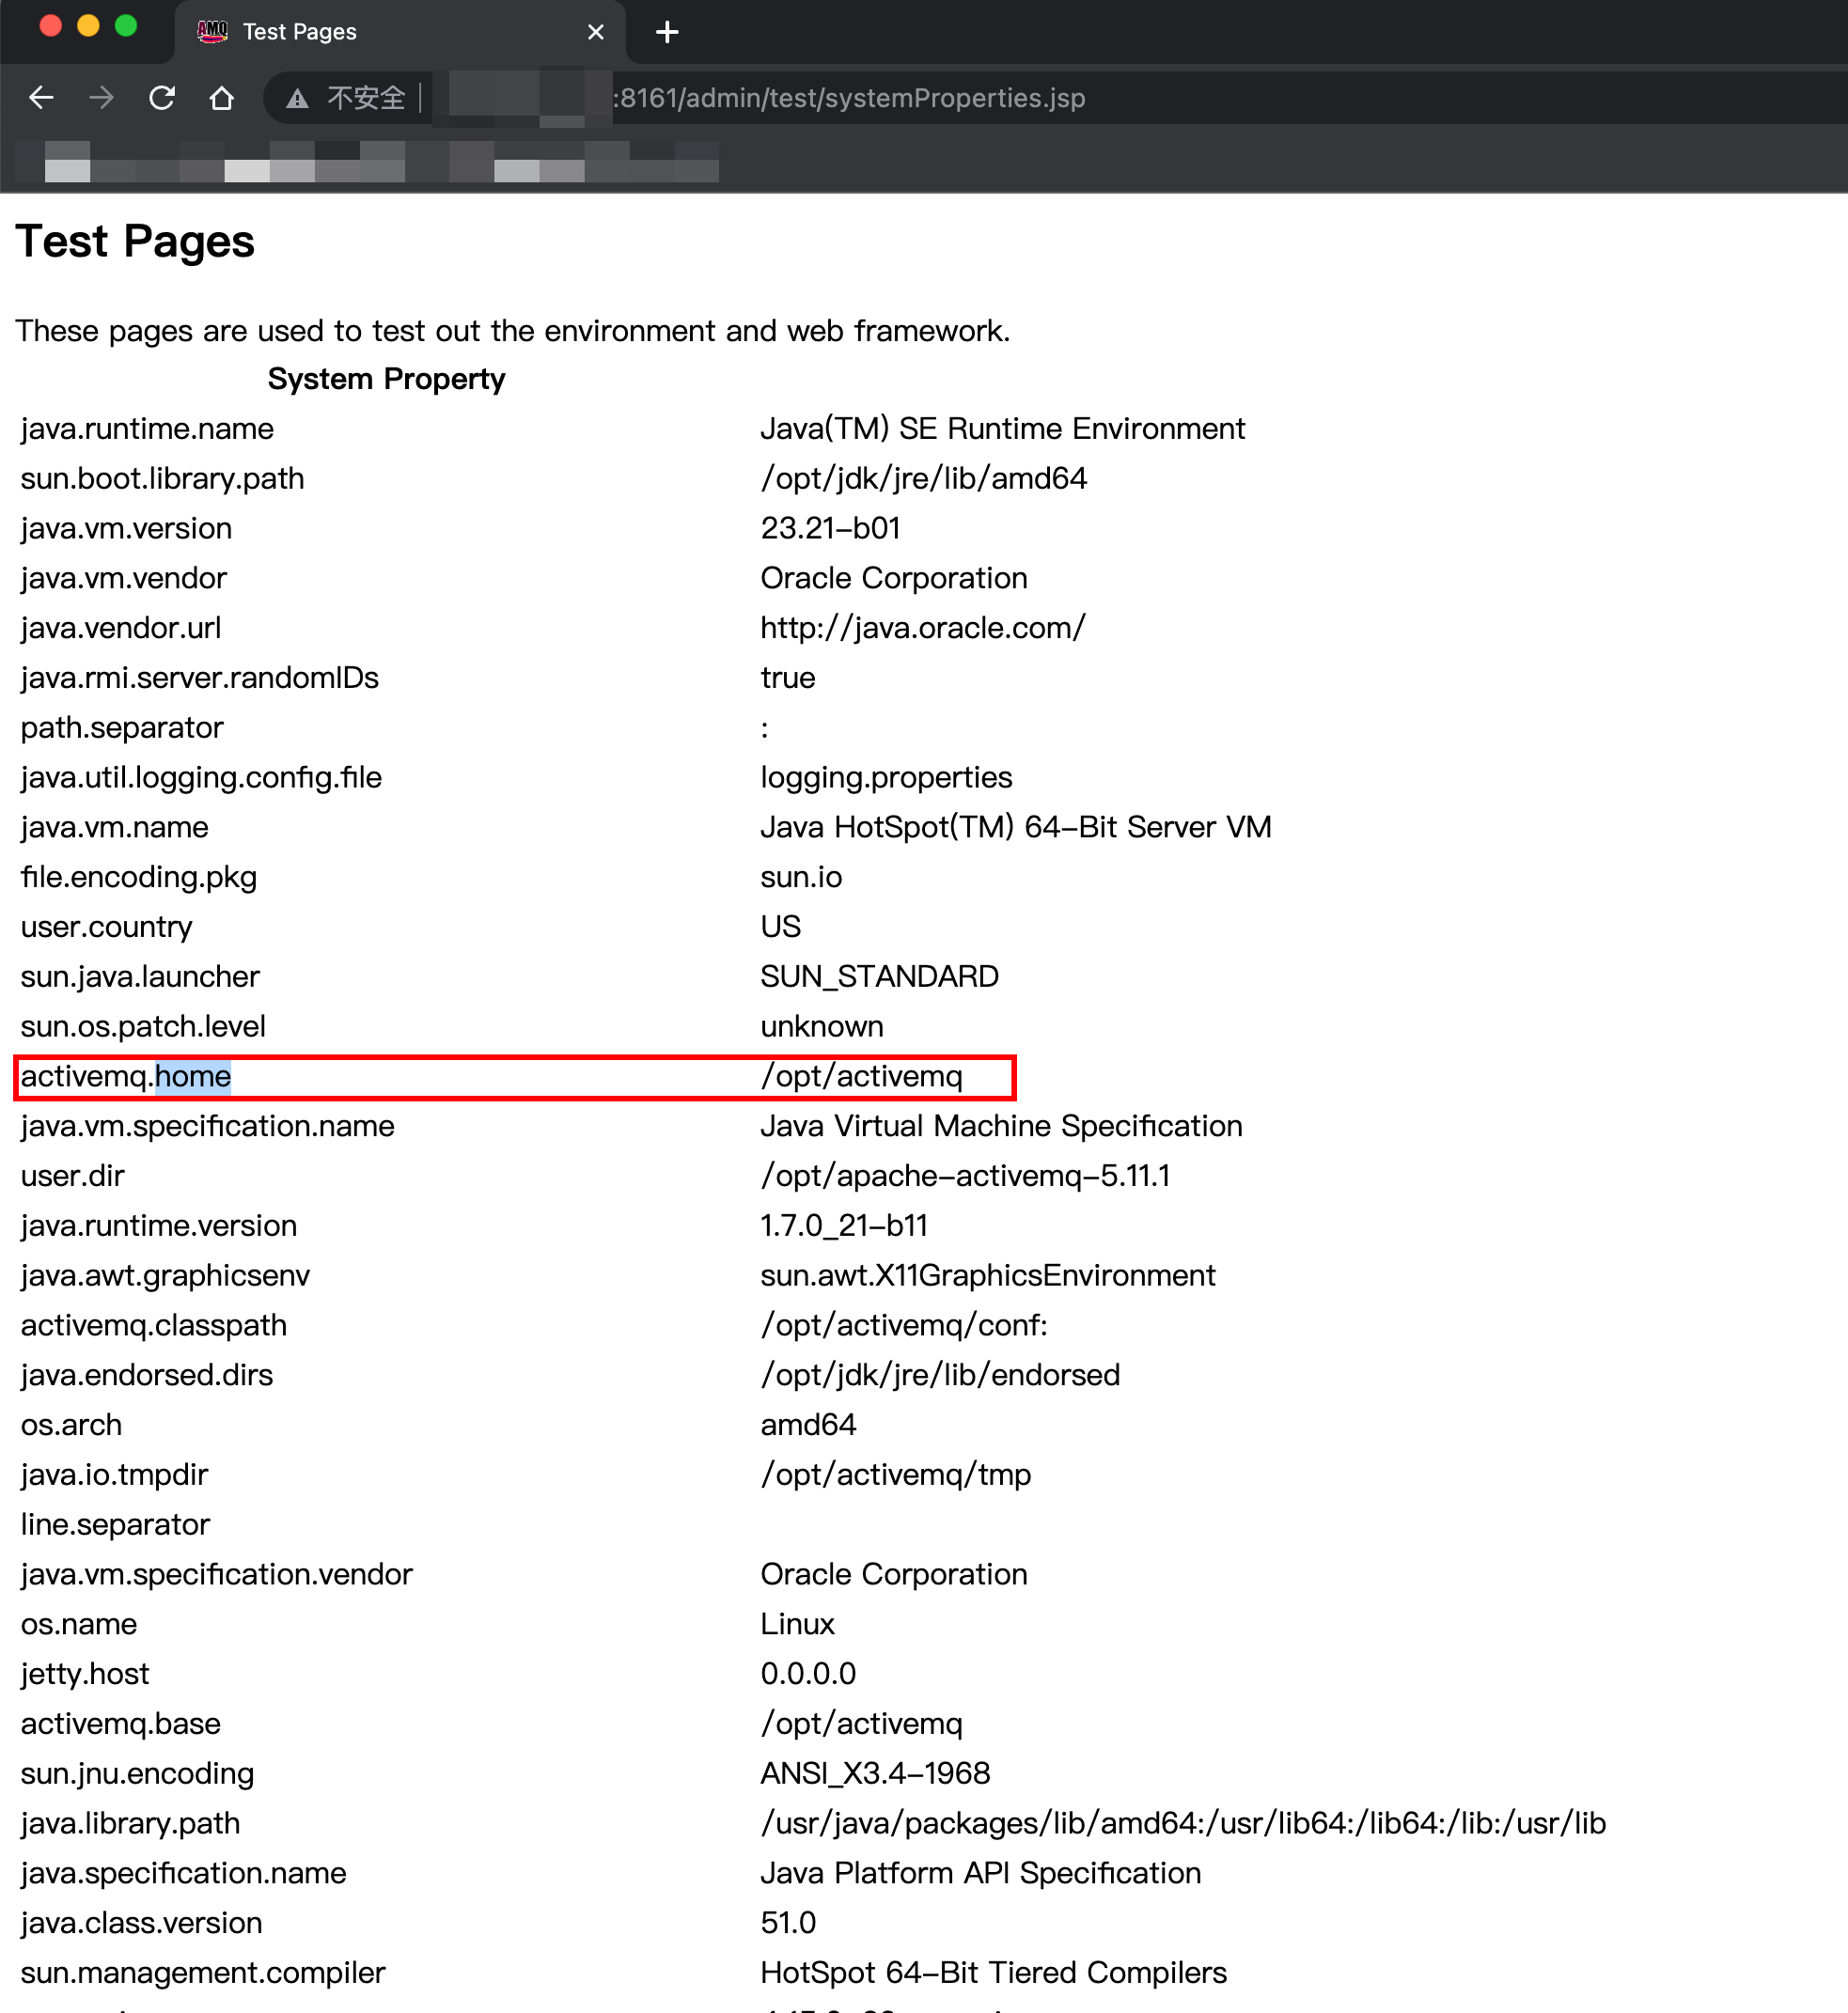 Test Pages
不安全 :8161/admin/test/systemProperties.jsp
Test Pages
These pages are used to test out the environment and web framework.
System Property
java.runtime.name Java(TM) SE Runtime Environment
sun.boot.library.path /opt/jdk/jre/lib/amd64
java.vm.version 23.21-b01
java.vm.vendor Oracle Corporation
java.vendor.url http://java.oracle.com/
java.rmi.server.randomIDs true
path.separator :
java.util.logging.config.file logging.properties
java.vm.name Java HotSpot(TM) 64-Bit Server VM
file.encoding.pkg sun.io
user.country US
sun.java.launcher SUN_STANDARD
sun.os.patch.level unknown
activemq.home /opt/activemq
java.vm.specification.name Java Virtual Machine Specification
user.dir /opt/apache-activemq-5.11.1
java.runtime.version 1.7.0_21-b11
java.awt.graphicsenv sun.awt.X11GraphicsEnvironment
activemq.classpath /opt/activemq/conf:
java.endorsed.dirs /opt/jdk/jre/lib/endorsed
os.arch amd64
java.io.tmpdir /opt/activemq/tmp
line.separator
java.vm.specification.vendor Oracle Corporation
os.name Linux
jetty.host 0.0.0.0
activemq.base /opt/activemq
sun.jnu.encoding ANSI_X3.4-1968
java.library.path /usr/java/packages/lib/amd64:/usr/lib64:/lib64:/lib:/usr/lib
java.specification.name Java Platform API Specification
java.class.version 51.0
sun.management.compiler HotSpot 64-Bit Tiered Compilers